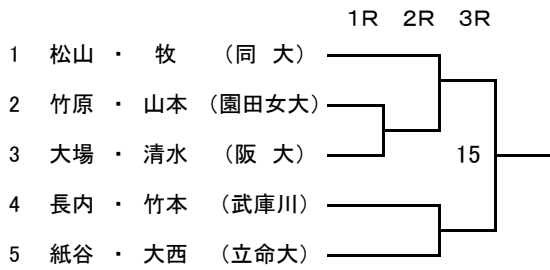 1R 2R 3R
1 松山 ・ 牧 (同 大)
2 竹原 ・ 山本 (園田女大)
3 大場 ・ 清水 (阪 大)
15
4 長内 ・ 竹本 (武庫川)
5 紙谷 ・ 大西 (立命大)